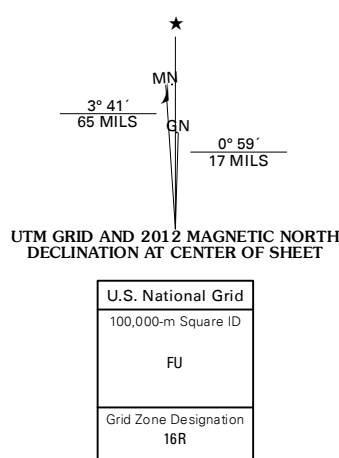 ★
MN
3° 41´
65 MILS
GN
0° 59´
17 MILS
UTM GRID AND 2012 MAGNETIC NORTH
DECLINATION AT CENTER OF SHEET
U.S. National Grid
100,000-m Square ID
FU
Grid Zone Designation
16R